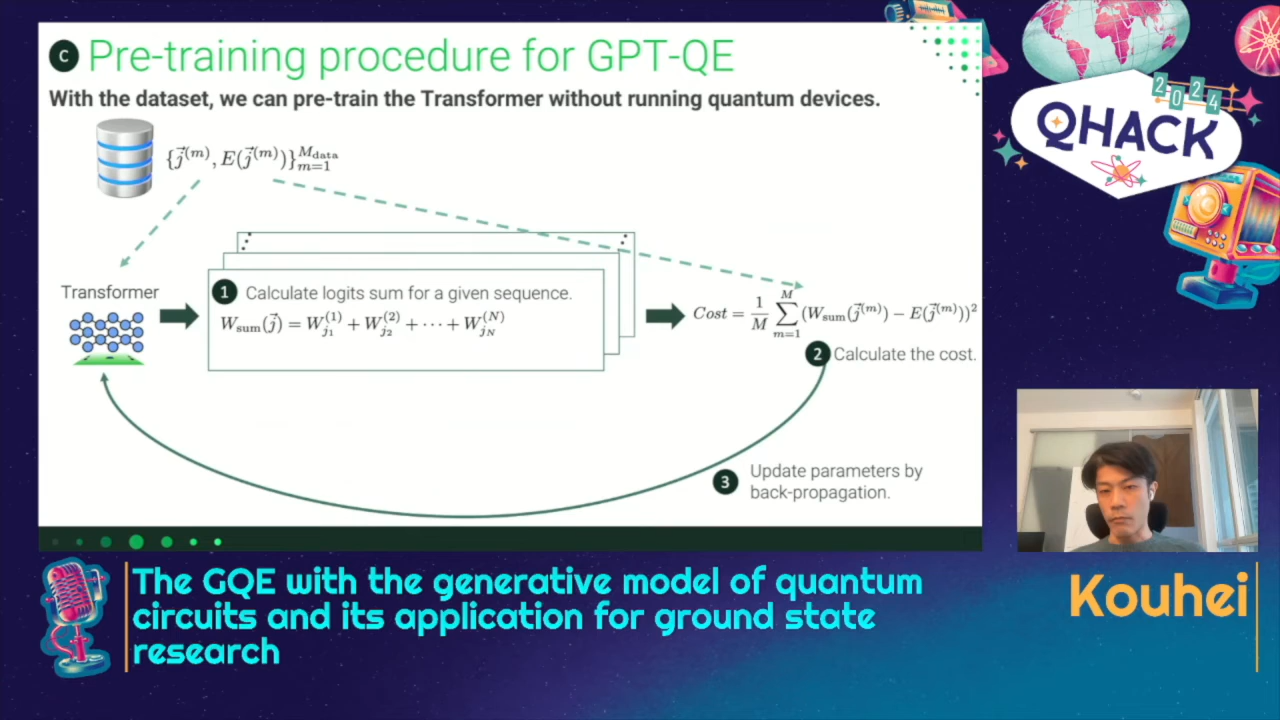 C Pre-training procedure for GPT-QE
With the dataset, we can pre-train the Transformer without running quantum devices.
{j⃗^(m), E(j⃗^(m))}_{m=1}^{M_data}
Transformer
1 Calculate logits sum for a given sequence.
W_sum(j⃗) = W_{j_1}^{(1)} + W_{j_2}^{(2)} + ··· + W_{j_N}^{(N)}
Cost = 1/M ∑_{m=1}^{M} (W_sum(j⃗^(m)) − E(j⃗^(m)))²
2 Calculate the cost.
3 Update parameters by
back-propagation.
2024
QHACK
The GQE with the generative model of quantum
circuits and its application for ground state
research
Kouhei